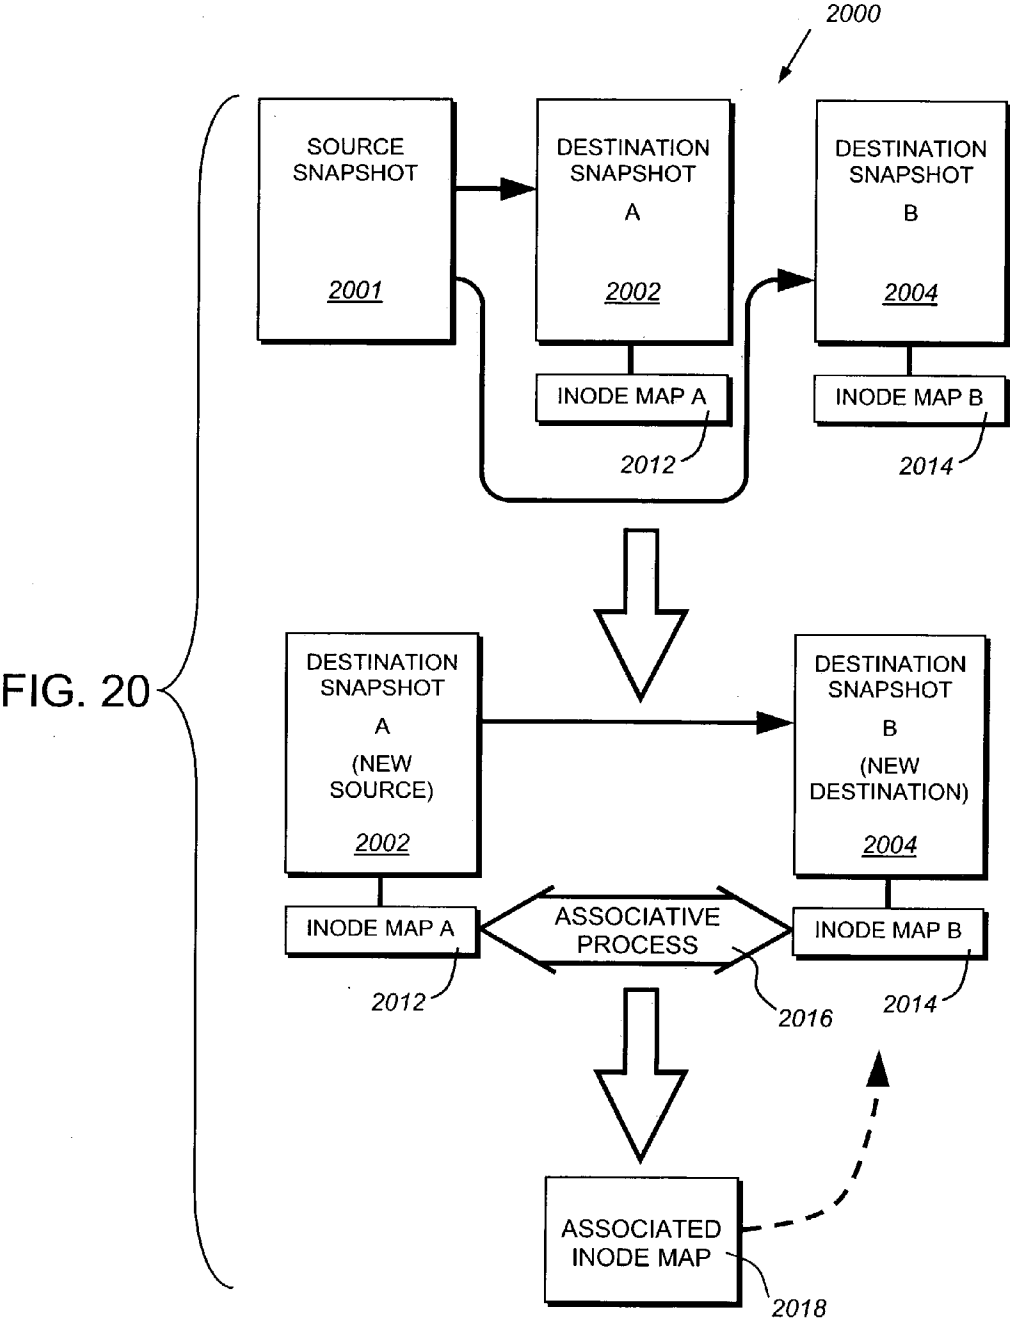 2000
SOURCE
SNAPSHOT
2001
DESTINATION
SNAPSHOT
A
2002
DESTINATION
SNAPSHOT
B
2004
INODE MAP A
2012
INODE MAP B
2014
FIG. 20
DESTINATION
SNAPSHOT
A
(NEW
SOURCE)
2002
DESTINATION
SNAPSHOT
B
(NEW
DESTINATION)
2004
INODE MAP A
2012
ASSOCIATIVE
PROCESS
2016
INODE MAP B
2014
ASSOCIATED
INODE MAP
2018